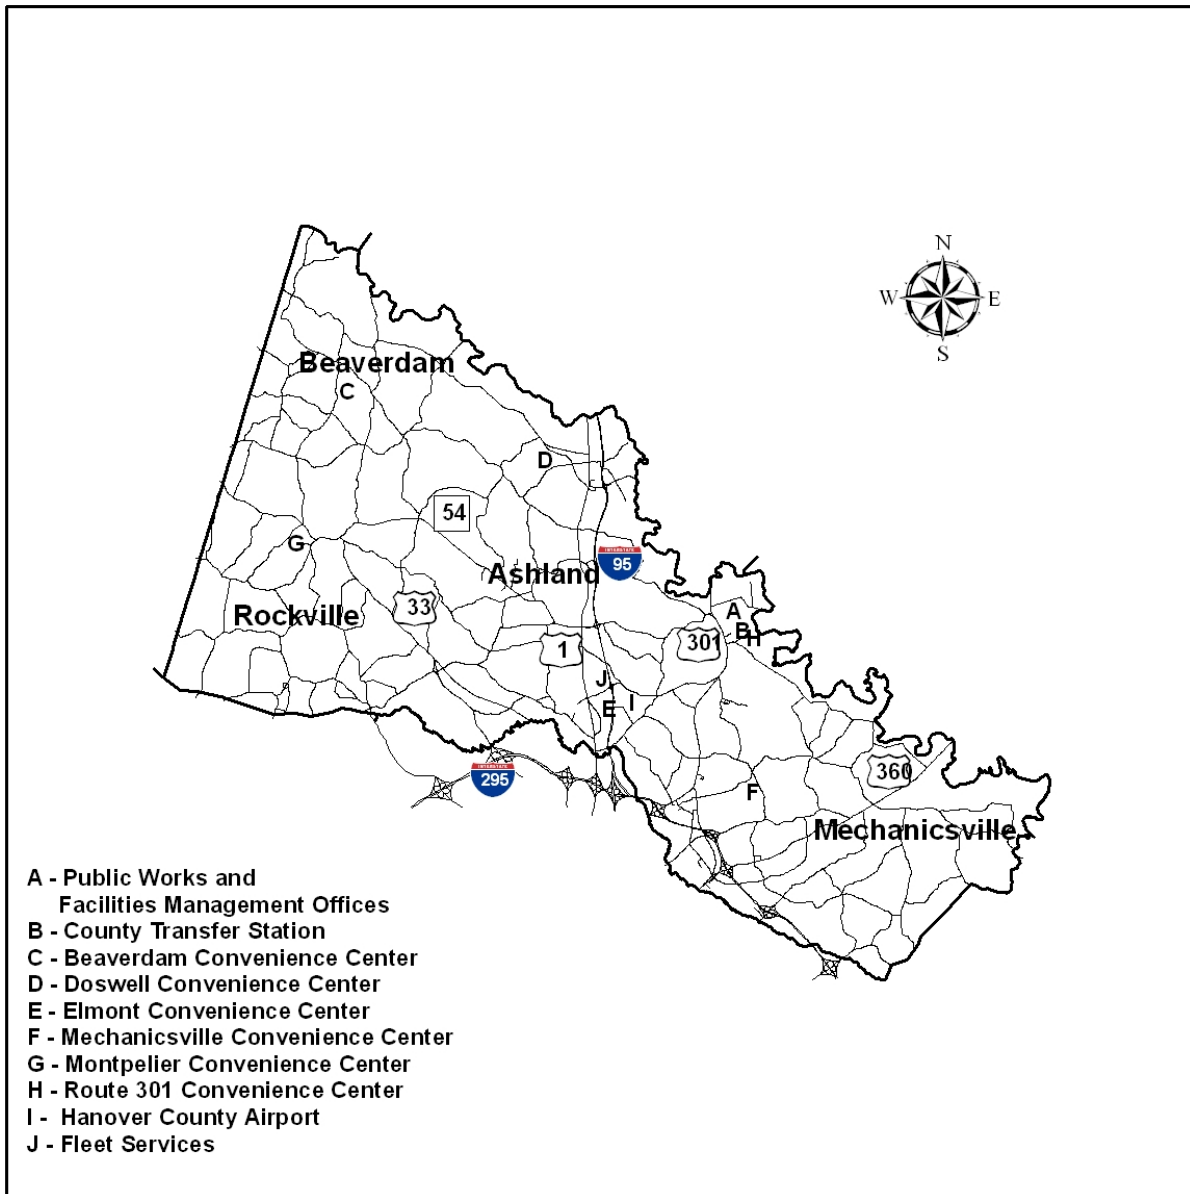 N
W E
S
Beaverdam
C
D
54
G
Ashland
INTERSTATE
95
Rockville
33
A
B
H
301
1
J
E
I
INTERSTATE
295
F
360
Mechanicsville
A - Public Works and
Facilities Management Offices
B - County Transfer Station
C - Beaverdam Convenience Center
D - Doswell Convenience Center
E - Elmont Convenience Center
F - Mechanicsville Convenience Center
G - Montpelier Convenience Center
H - Route 301 Convenience Center
I -  Hanover County Airport
J - Fleet Services